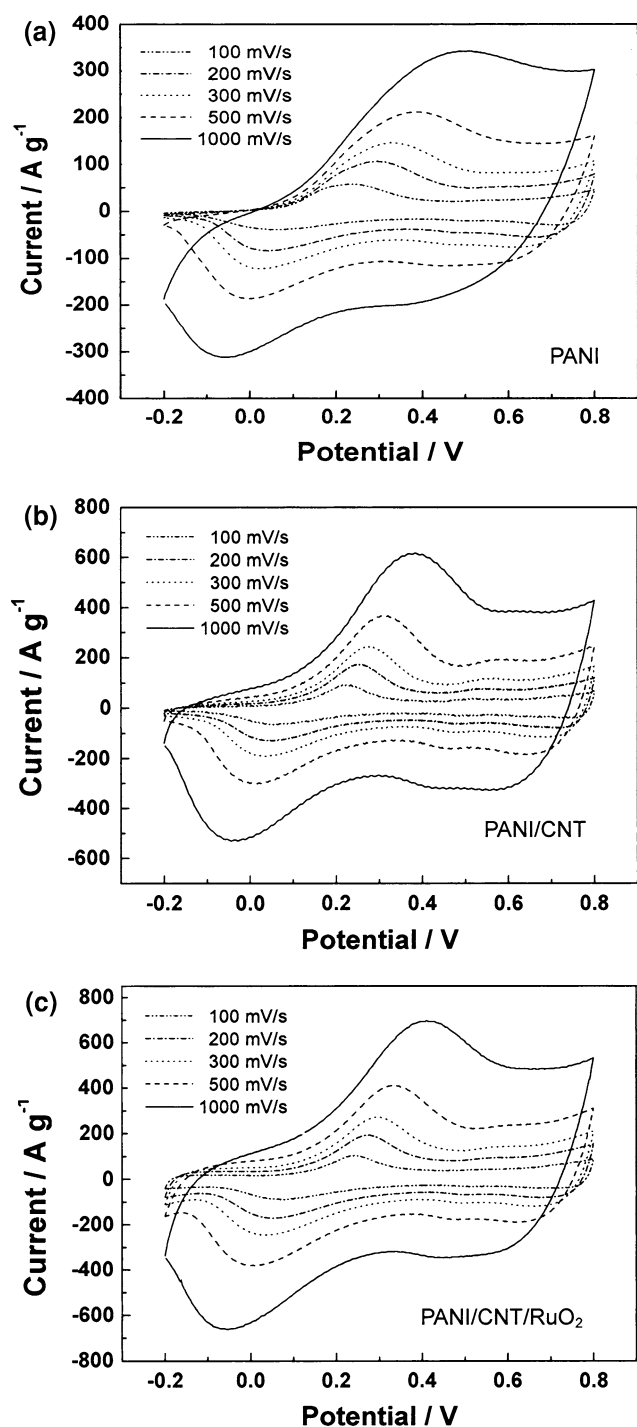 (a)
400
300
200
100
0
-100
-200
-300
-400
Current / A g⁻¹
100 mV/s
200 mV/s
300 mV/s
500 mV/s
1000 mV/s
PANI
-0.2 0.0 0.2 0.4 0.6 0.8
Potential / V
(b)
800
600
400
200
0
-200
-400
-600
Current / A g⁻¹
100 mV/s
200 mV/s
300 mV/s
500 mV/s
1000 mV/s
PANI/CNT
-0.2 0.0 0.2 0.4 0.6 0.8
Potential / V
(c)
800
600
400
200
0
-200
-400
-600
-800
Current / A g⁻¹
100 mV/s
200 mV/s
300 mV/s
500 mV/s
1000 mV/s
PANI/CNT/RuO₂
-0.2 0.0 0.2 0.4 0.6 0.8
Potential / V